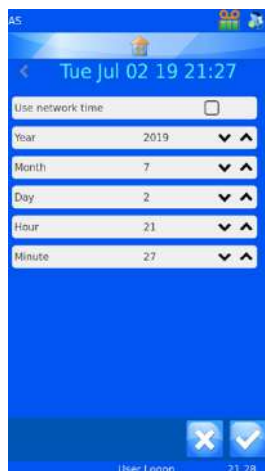 AS
Tue Jul 02 19 21:27
Use network time
Year 2019
Month 7
Day 2
Hour 21
Minute 27
User Logon 21 28